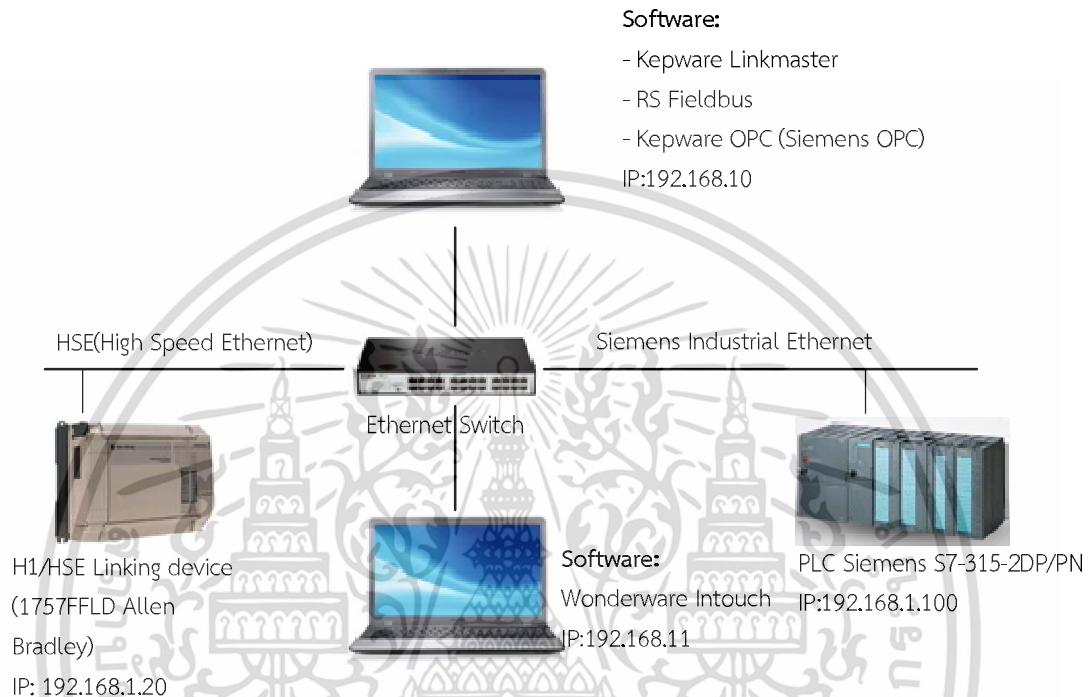 Software:
- Kepware Linkmaster
- RS Fieldbus
- Kepware OPC (Siemens OPC)
IP:192.168.10
HSE(High Speed Ethernet)
Siemens Industrial Ethernet
Ethernet Switch
H1/HSE Linking device
(1757FFLD Allen
Bradley)
IP: 192.168.1.20
Software:
Wonderware Intouch
IP:192.168.11
PLC Siemens S7-315-2DP/PN
IP:192.168.1.100